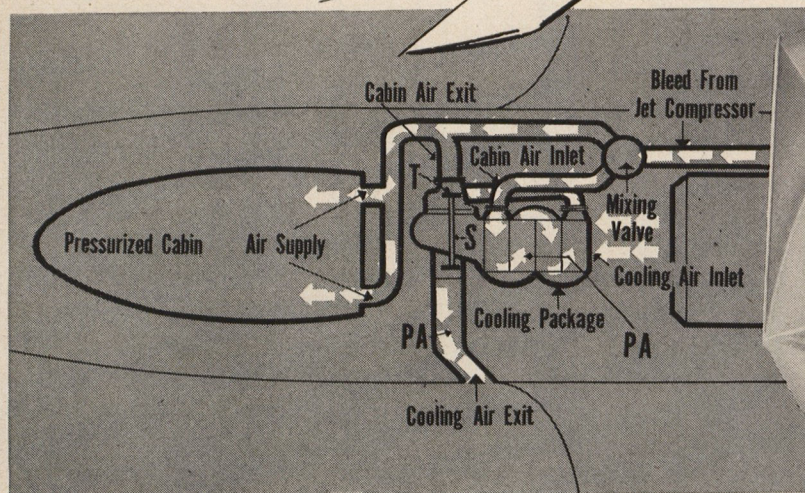 Bleed From
Jet Compressor
Cabin Air Exit
Cabin Air Inlet
T
Mixing
Valve
S
Pressurized Cabin
Air Supply
Cooling Air Inlet
Cooling Package
PA
PA
Cooling Air Exit